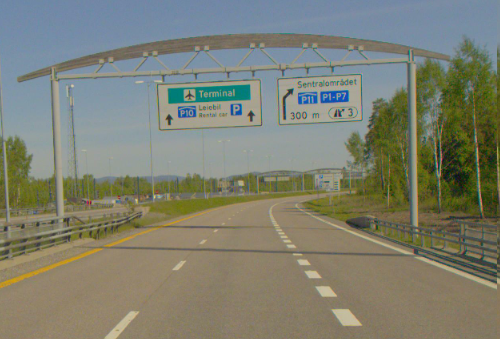 Terminal
P10 Leiebil P
Rental car
Sentralområdet
P11 P1-P7
300 m 3